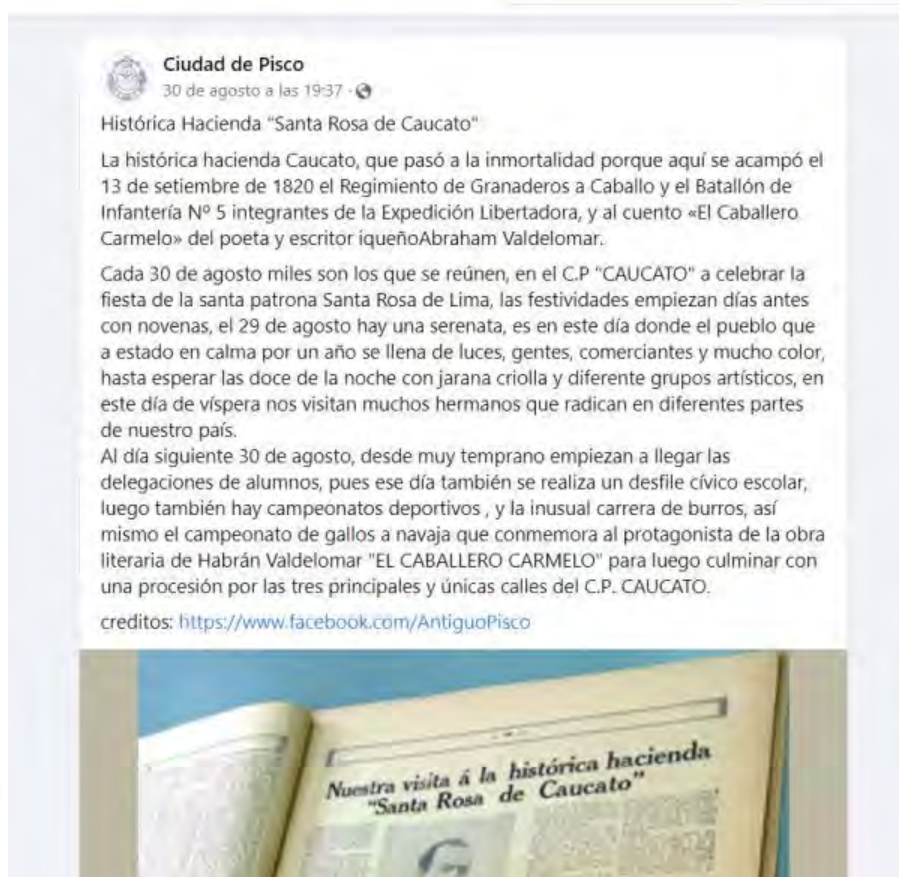 Ciudad de Pisco
30 de agosto a las 19:37 ·
Histórica Hacienda "Santa Rosa de Caucato"
La histórica hacienda Caucato, que pasó a la inmortalidad porque aquí se acampó el
13 de setiembre de 1820 el Regimiento de Granaderos a Caballo y el Batallón de
Infantería Nº 5 integrantes de la Expedición Libertadora, y al cuento «El Caballero
Carmelo» del poeta y escritor iqueñoAbraham Valdelomar.
Cada 30 de agosto miles son los que se reúnen, en el C.P "CAUCATO" a celebrar la
fiesta de la santa patrona Santa Rosa de Lima, las festividades empiezan días antes
con novenas, el 29 de agosto hay una serenata, es en este día donde el pueblo que
a estado en calma por un año se llena de luces, gentes, comerciantes y mucho color,
hasta esperar las doce de la noche con jarana criolla y diferente grupos artísticos, en
este día de víspera nos visitan muchos hermanos que radican en diferentes partes
de nuestro país.
Al día siguiente 30 de agosto, desde muy temprano empiezan a llegar las
delegaciones de alumnos, pues ese día también se realiza un desfile cívico escolar,
luego también hay campeonatos deportivos , y la inusual carrera de burros, así
mismo el campeonato de gallos a navaja que conmemora al protagonista de la obra
literaria de Habrán Valdelomar "EL CABALLERO CARMELO" para luego culminar con
una procesión por las tres principales y únicas calles del C.P. CAUCATO.
creditos: https://www.facebook.com/AntiguoPisco
Nuestra visita á la histórica hacienda
"Santa Rosa de Caucato"